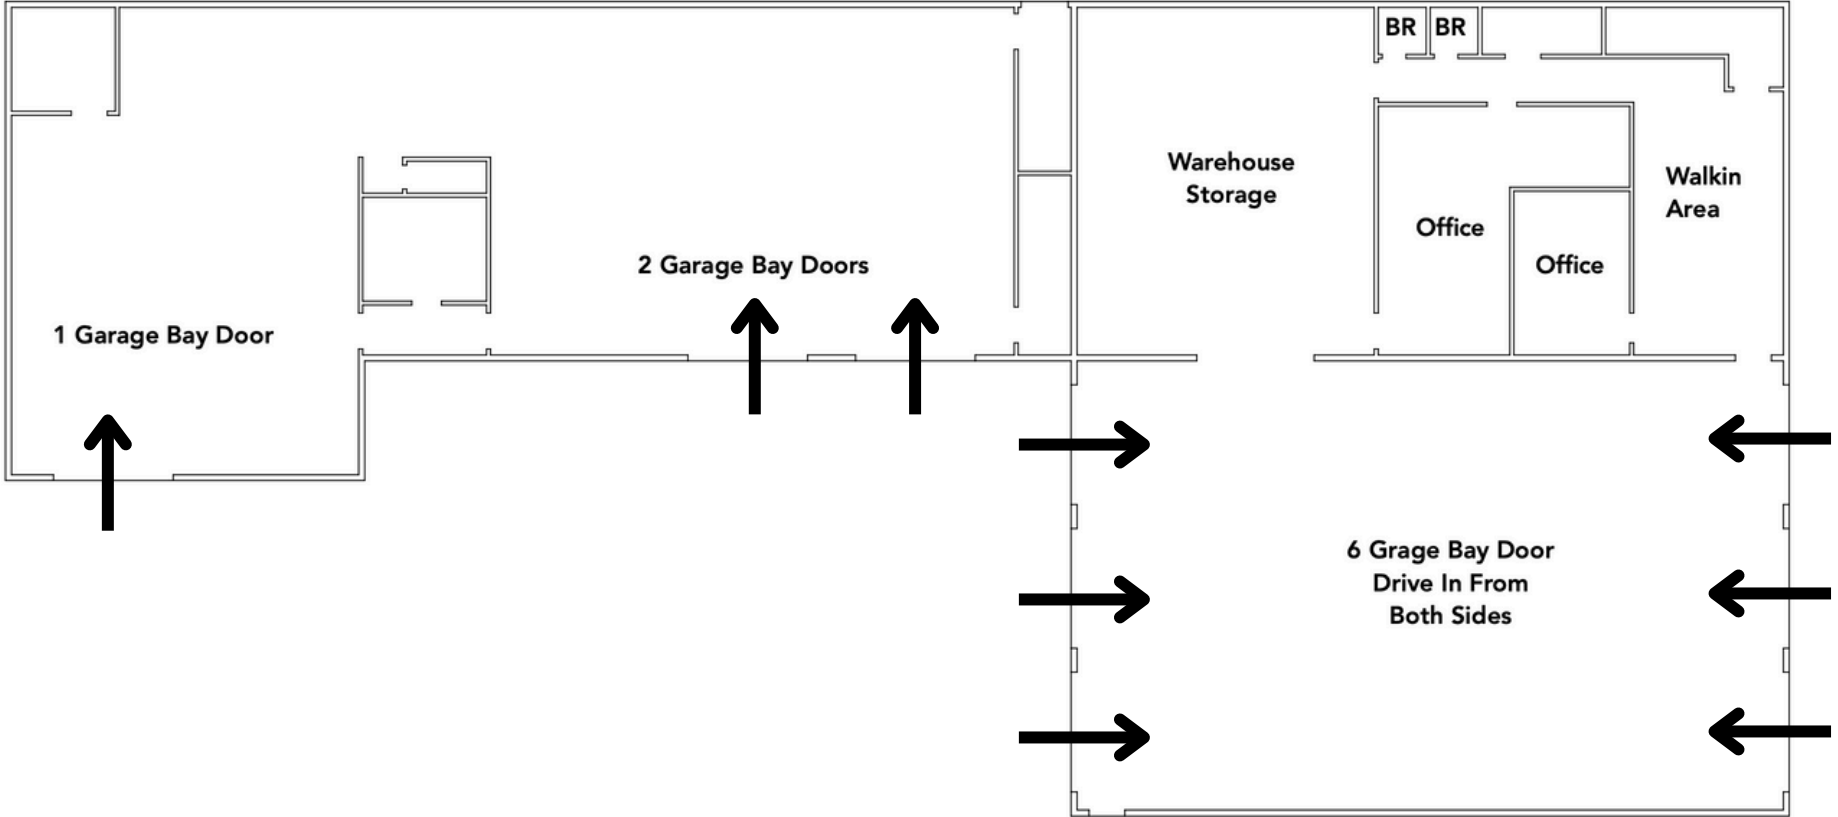 BR BR
Warehouse
Storage
Walkin
Area
Office
Office
2 Garage Bay Doors
1 Garage Bay Door
6 Grage Bay Door
Drive In From
Both Sides